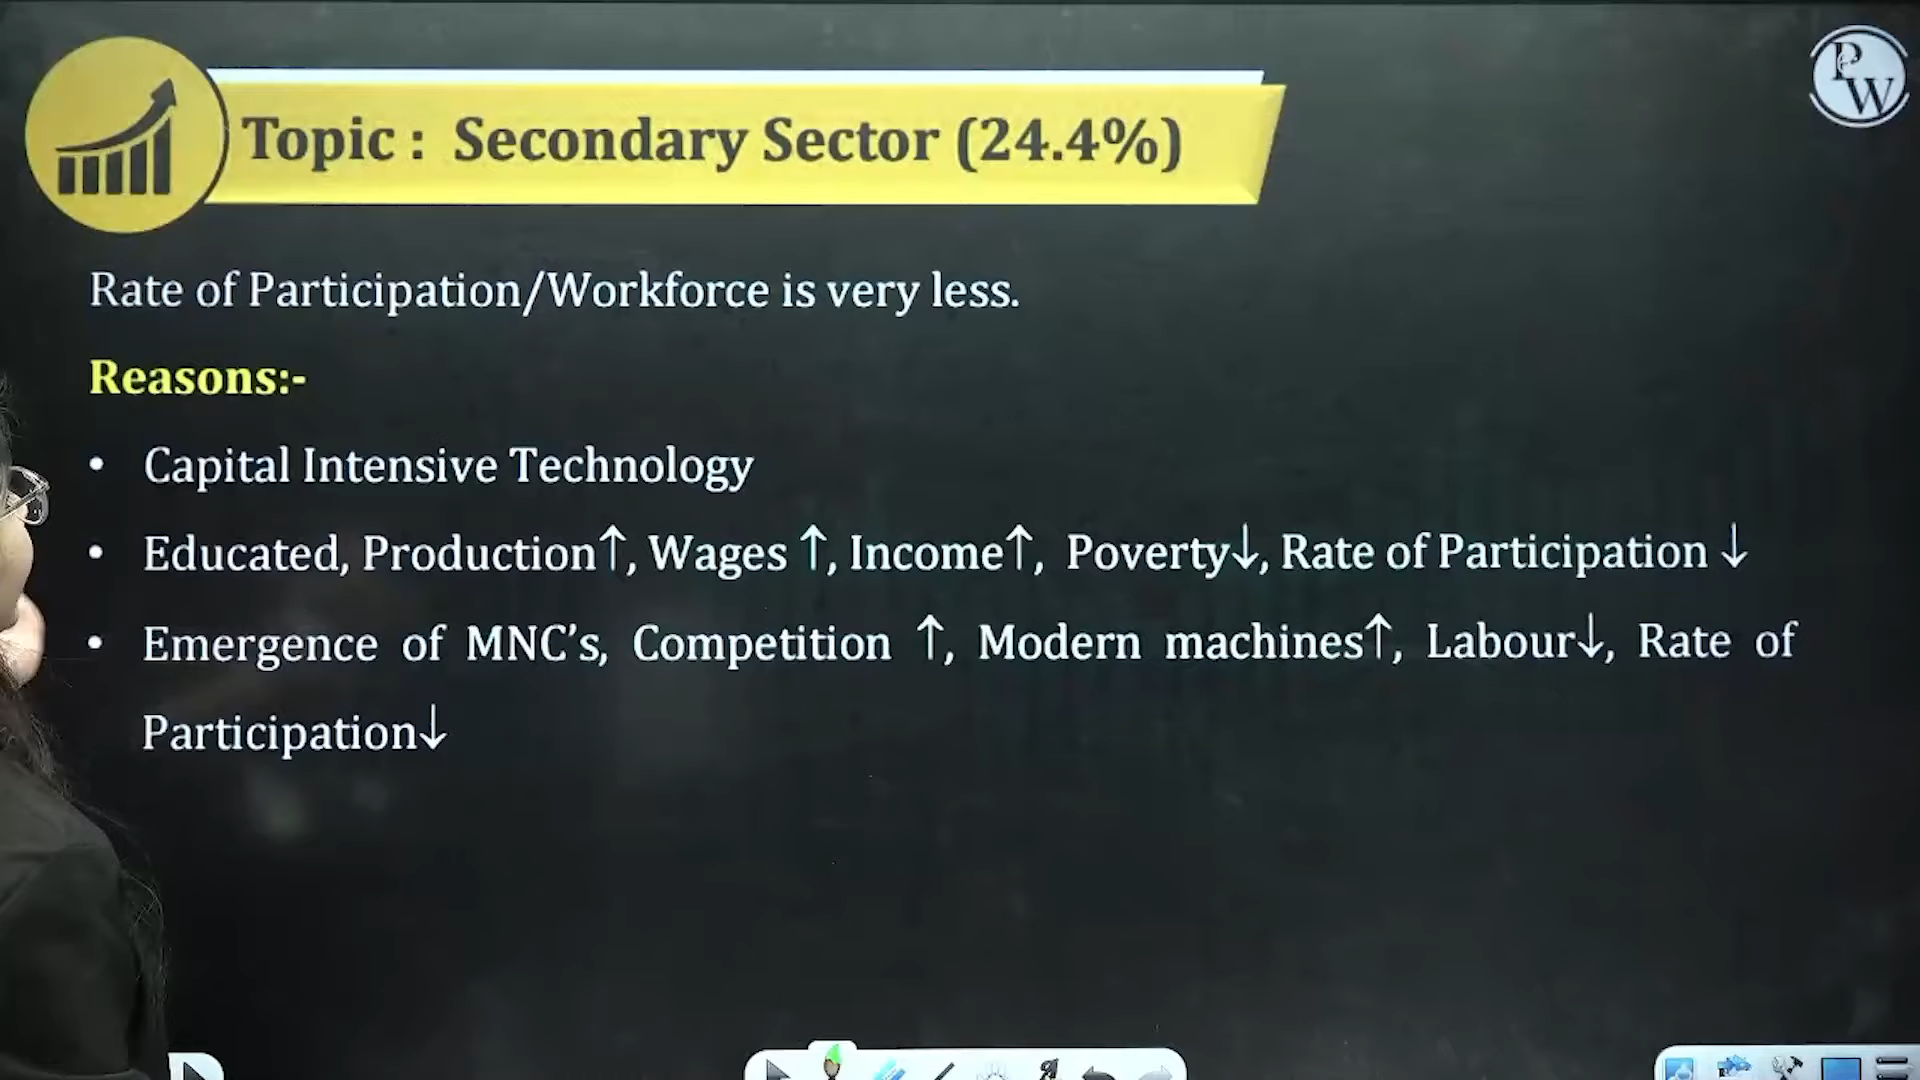 PW
Topic : Secondary Sector (24.4%)
Rate of Participation/Workforce is very less.
Reasons:-
• Capital Intensive Technology
• Educated, Production↑, Wages ↑, Income↑, Poverty↓, Rate of Participation ↓
• Emergence of MNC’s, Competition ↑, Modern machines↑, Labour↓, Rate of
Participation↓